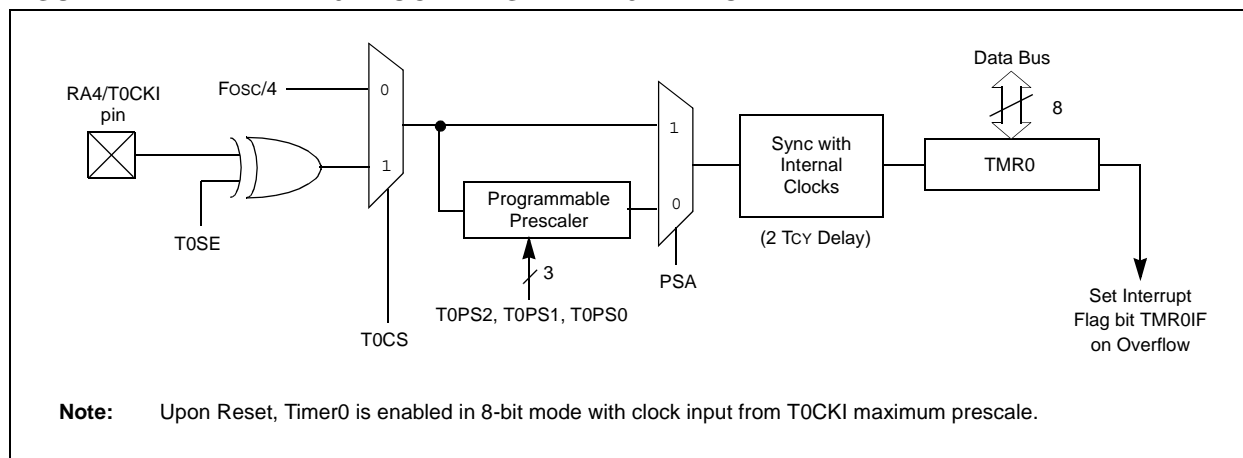 RA4/T0CKI
pin
FOSC/4
0
1
T0SE
T0CS
Programmable
Prescaler
3
T0PS2, T0PS1, T0PS0
1
0
PSA
Sync with
Internal
Clocks
(2 TCY Delay)
Data Bus
8
TMR0
Set Interrupt
Flag bit TMR0IF
on Overflow
Note: Upon Reset, Timer0 is enabled in 8-bit mode with clock input from T0CKI maximum prescale.